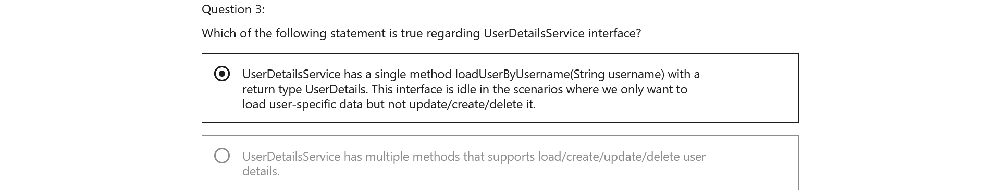 Question 3:
Which of the following statement is true regarding UserDetailsService interface?
UserDetailsService has a single method loadUserByUsername(String username) with a
return type UserDetails. This interface is idle in the scenarios where we only want to
load user-specific data but not update/create/delete it.
UserDetailsService has multiple methods that supports load/create/update/delete user
details.